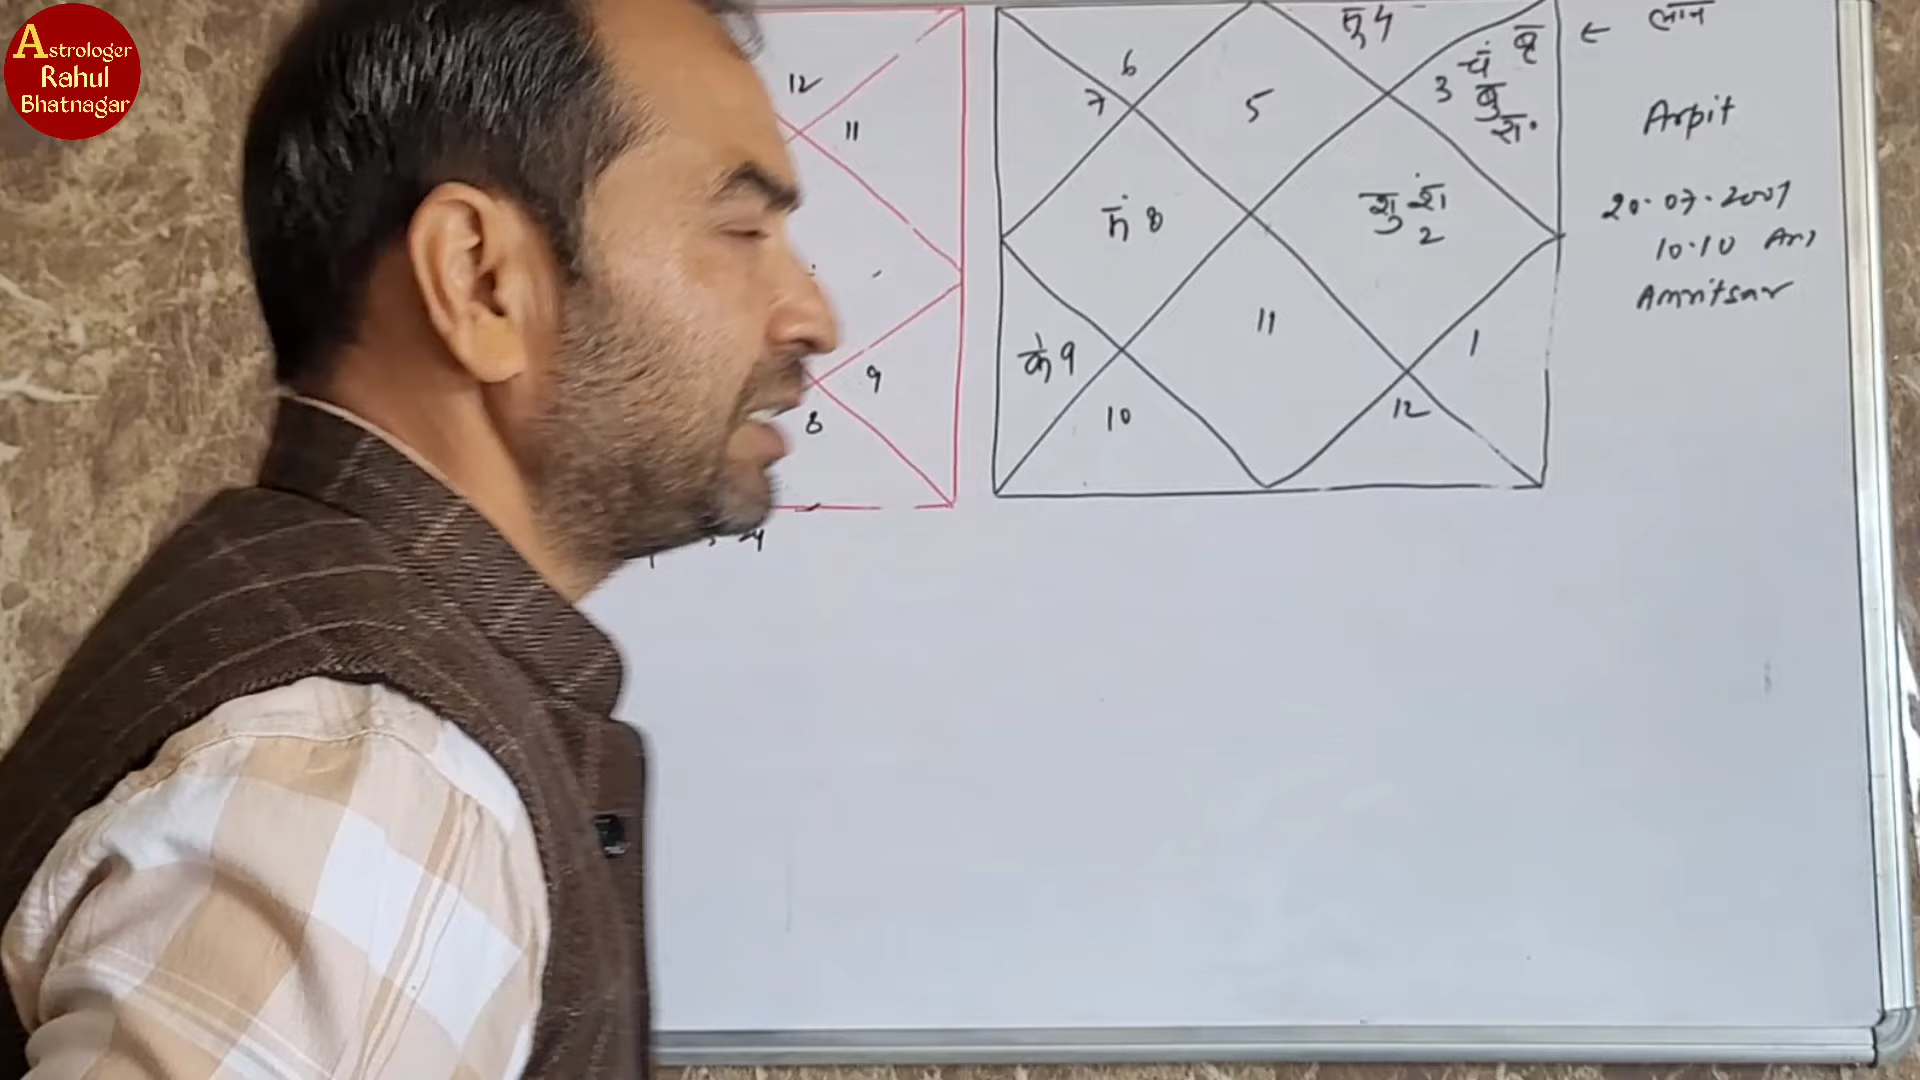 Astrologer
Rahul
Bhatnagar
12
11
9
8
सू 4
6
7
5
3 चं बृ
बु
रा.
मं 8
शु श
2
के 9
11
1
10
12
← लग्न
Arpit
20.07.2001
10.10 Am
Amritsar